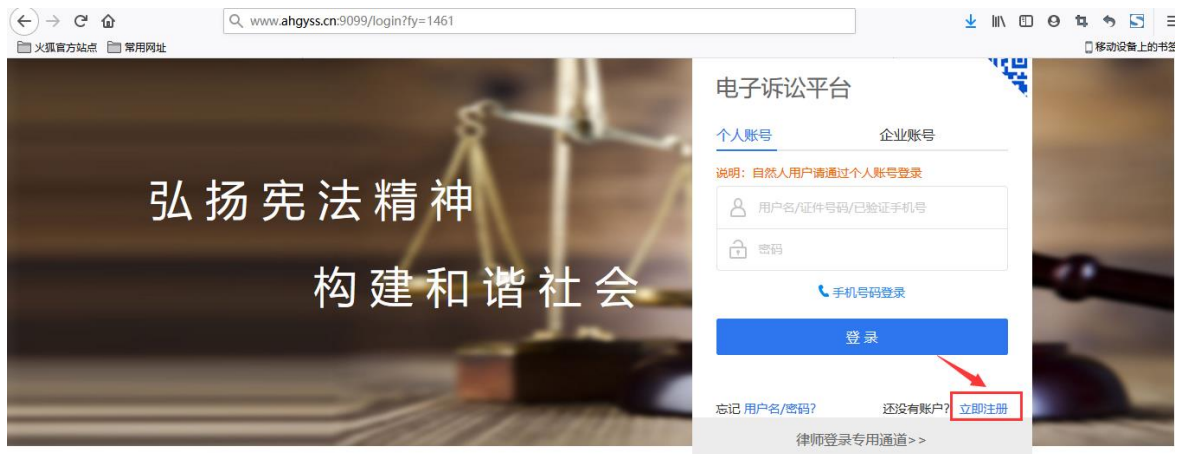 www.ahgyss.cn:9099/login?fy=1461
火狐官方站点 常用网址 移动设备上的书签
电子诉讼平台
个人账号 企业账号
说明：自然人用户请通过个人账号登录
弘扬宪法精神
用户名/证件号码/已验证手机号
密码
构建和谐社会
手机号码登录
登录
忘记 用户名/密码? 还没有账户? 立即注册
律师登录专用通道>>